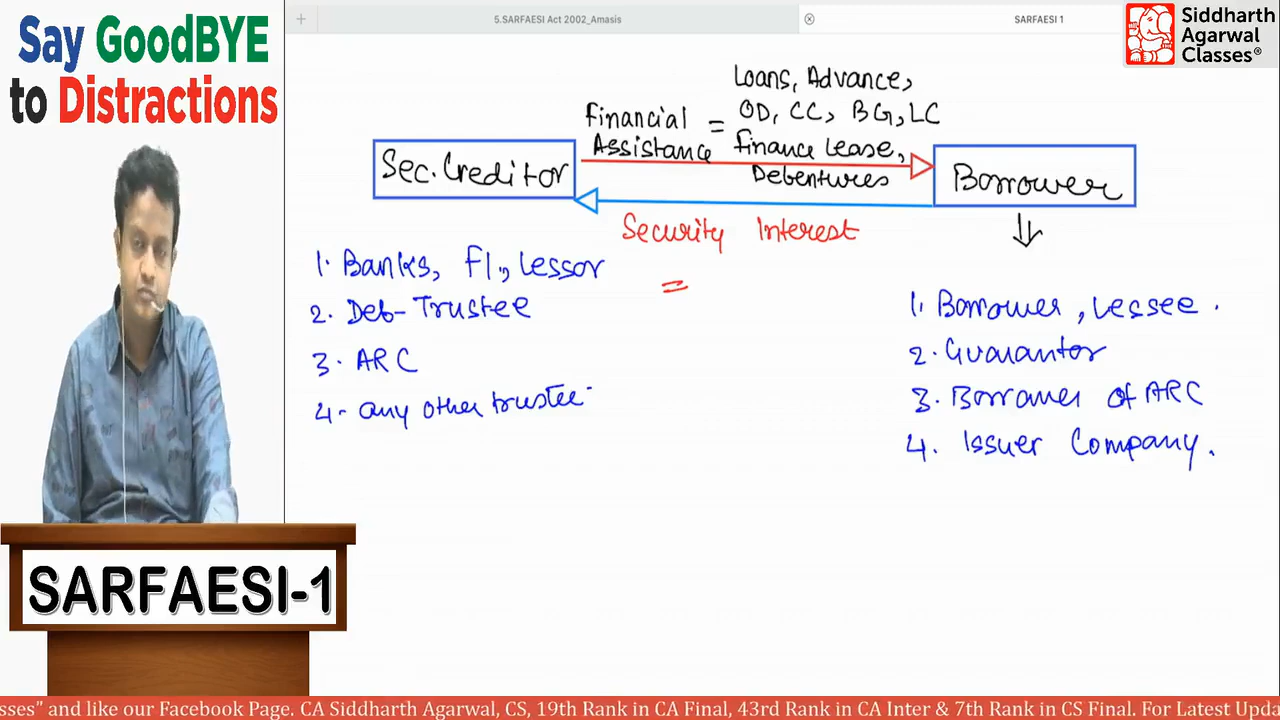 Say GoodBYE
to Distractions
5.SARFAESI Act 2002_Amasis
SARFAESI 1
Siddharth
Agarwal
Classes®
Loans, Advance,
OD, CC, BG, LC
Finance Lease,
Debentures
Financial
Assistance =
Sec. Creditor
Borrower
Security Interest
=
1. Banks, FI, Lessor
2. Deb-Trustee
3. ARC
4. any other trustee
1. Borrower, Lessee.
2. Guarantor
3. Borrower of ARC
4. Issuer Company.
SARFAESI-1
sses" and like our Facebook Page. CA Siddharth Agarwal, CS, 19th Rank in CA Final, 43rd Rank in CA Inter & 7th Rank in CS Final. For Latest Upda